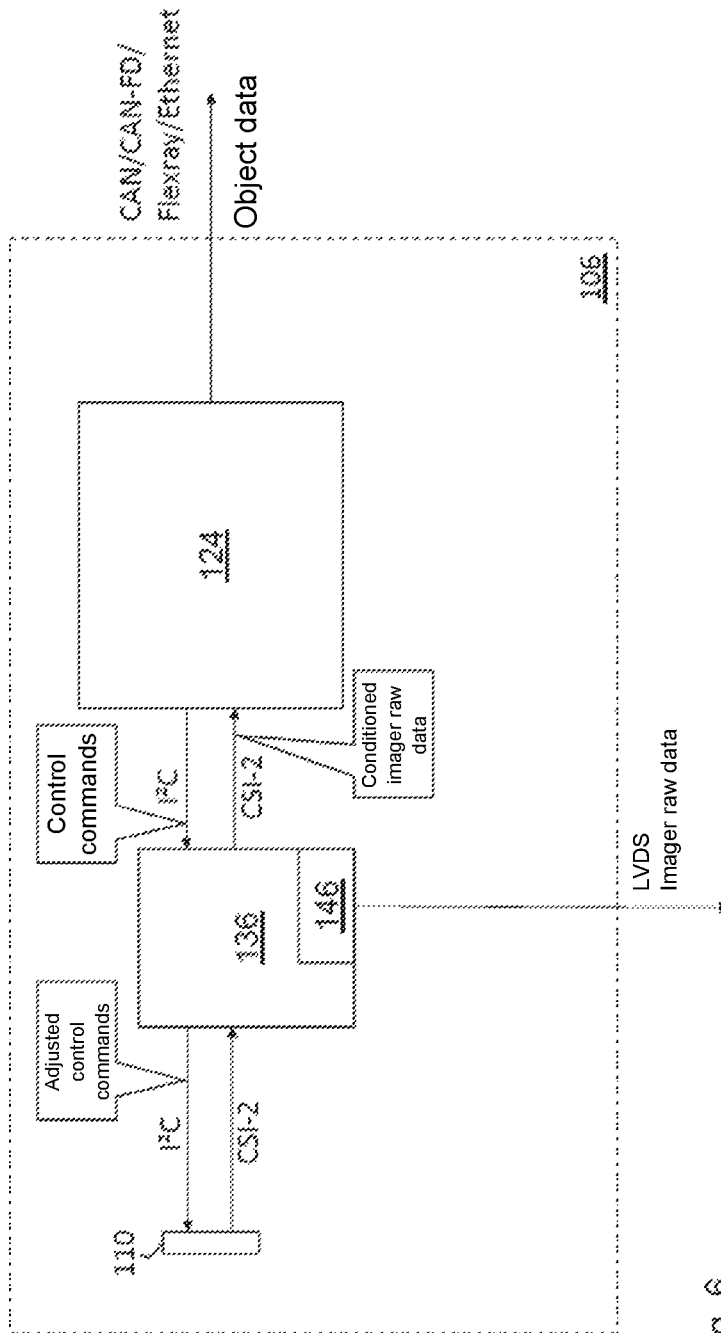 CAN/CAN-FD/
Flexray/Ethernet
Object data
106
124
Control
commands
I²C
CSI-2
Conditioned
imager raw
data
136
146
LVDS
Imager raw data
Adjusted
control
commands
I²C
CSI-2
110